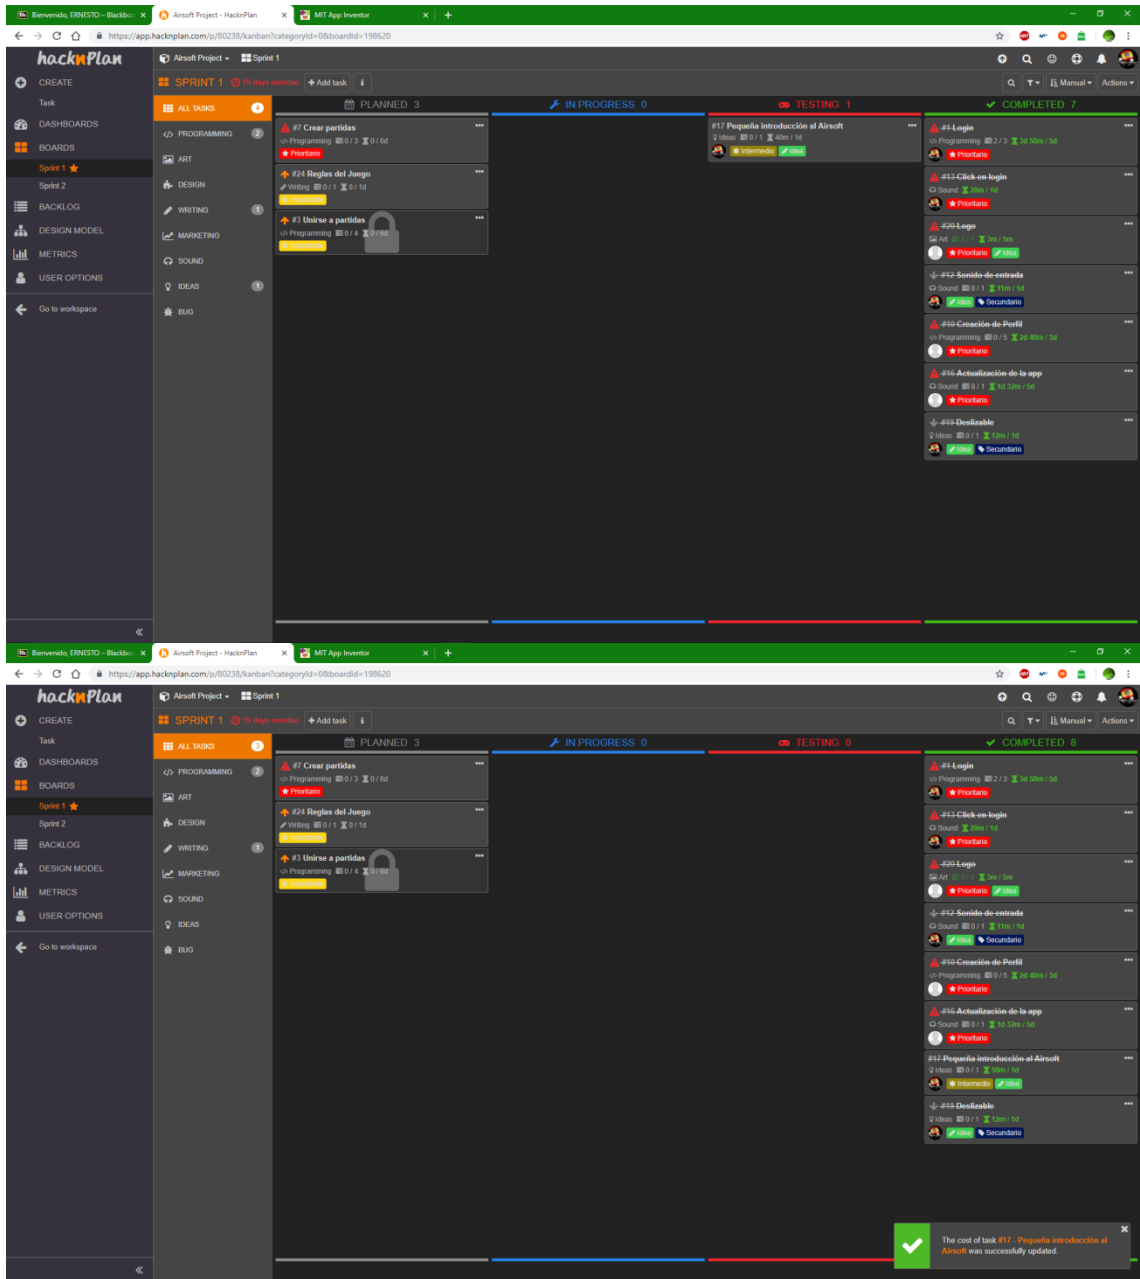 Bienvenido, ERNESTO – Blackbo
Airsoft Project - HacknPlan
MIT App Inventor
https://app.hacknplan.com/p/80238/kanban?categoryId=0&boardId=198620
hacknPlan
Airsoft Project
Sprint 1
CREATE
Task
DASHBOARDS
BOARDS
Sprint 1
Sprint 2
BACKLOG
DESIGN MODEL
METRICS
USER OPTIONS
Go to workspace
SPRINT 1 19 days overdue + Add task i
Manual Actions
ALL TASKS 4
PROGRAMMING 2
ART
DESIGN
WRITING 1
MARKETING
SOUND
IDEAS 1
BUG
PLANNED 3
#7 Crear partidas
Programming 0 / 3 0 / 6d
Prioritario
#24 Reglas del Juego
Writing 0 / 1 0 / 1d
#3 Unirse a partidas
Programming 0 / 4 0 / 6d
IN PROGRESS 0
TESTING 1
#17 Pequeña introducción al Airsoft
Ideas 0 / 1 40m / 1d
Intermedio Idea
COMPLETED 7
#1 Login
Programming 2 / 3 3d 50m / 5d
Prioritario
#13 Click en login
Sound 20m / 1d
Prioritario
#20 Logo
Art 1 / 1 3m / 5m
Prioritario Idea
#12 Sonido de entrada
Sound 0 / 1 11m / 1d
Idea Secundario
#10 Creación de Perfil
Programming 0 / 5 2d 40m / 3d
Prioritario
#16 Actualización de la app
Sound 0 / 1 1d 32m / 5d
Prioritario
#19 Deslizable
Ideas 0 / 1 12m / 1d
Idea Secundario
Bienvenido, ERNESTO – Blackbo
Airsoft Project - HacknPlan
MIT App Inventor
https://app.hacknplan.com/p/80238/kanban?categoryId=0&boardId=198620
hacknPlan
Airsoft Project
Sprint 1
CREATE
Task
DASHBOARDS
BOARDS
Sprint 1
Sprint 2
BACKLOG
DESIGN MODEL
METRICS
USER OPTIONS
Go to workspace
SPRINT 1 19 days overdue + Add task i
Manual Actions
ALL TASKS 3
PROGRAMMING 2
ART
DESIGN
WRITING 1
MARKETING
SOUND
IDEAS
BUG
PLANNED 3
#7 Crear partidas
Programming 0 / 3 0 / 6d
Prioritario
#24 Reglas del Juego
Writing 0 / 1 0 / 1d
#3 Unirse a partidas
Programming 0 / 4 0 / 6d
IN PROGRESS 0
TESTING 0
COMPLETED 8
#1 Login
Programming 2 / 3 3d 50m / 5d
Prioritario
#13 Click en login
Sound 20m / 1d
Prioritario
#20 Logo
Art 1 / 1 3m / 5m
Prioritario Idea
#12 Sonido de entrada
Sound 0 / 1 11m / 1d
Idea Secundario
#10 Creación de Perfil
Programming 0 / 5 2d 40m / 3d
Prioritario
#16 Actualización de la app
Sound 0 / 1 1d 32m / 5d
Prioritario
#17 Pequeña introducción al Airsoft
Ideas 0 / 1 50m / 1d
Intermedio Idea
#19 Deslizable
Ideas 0 / 1 12m / 1d
Idea Secundario
The cost of task #17 - Pequeña introducción al
Airsoft was successfully updated.